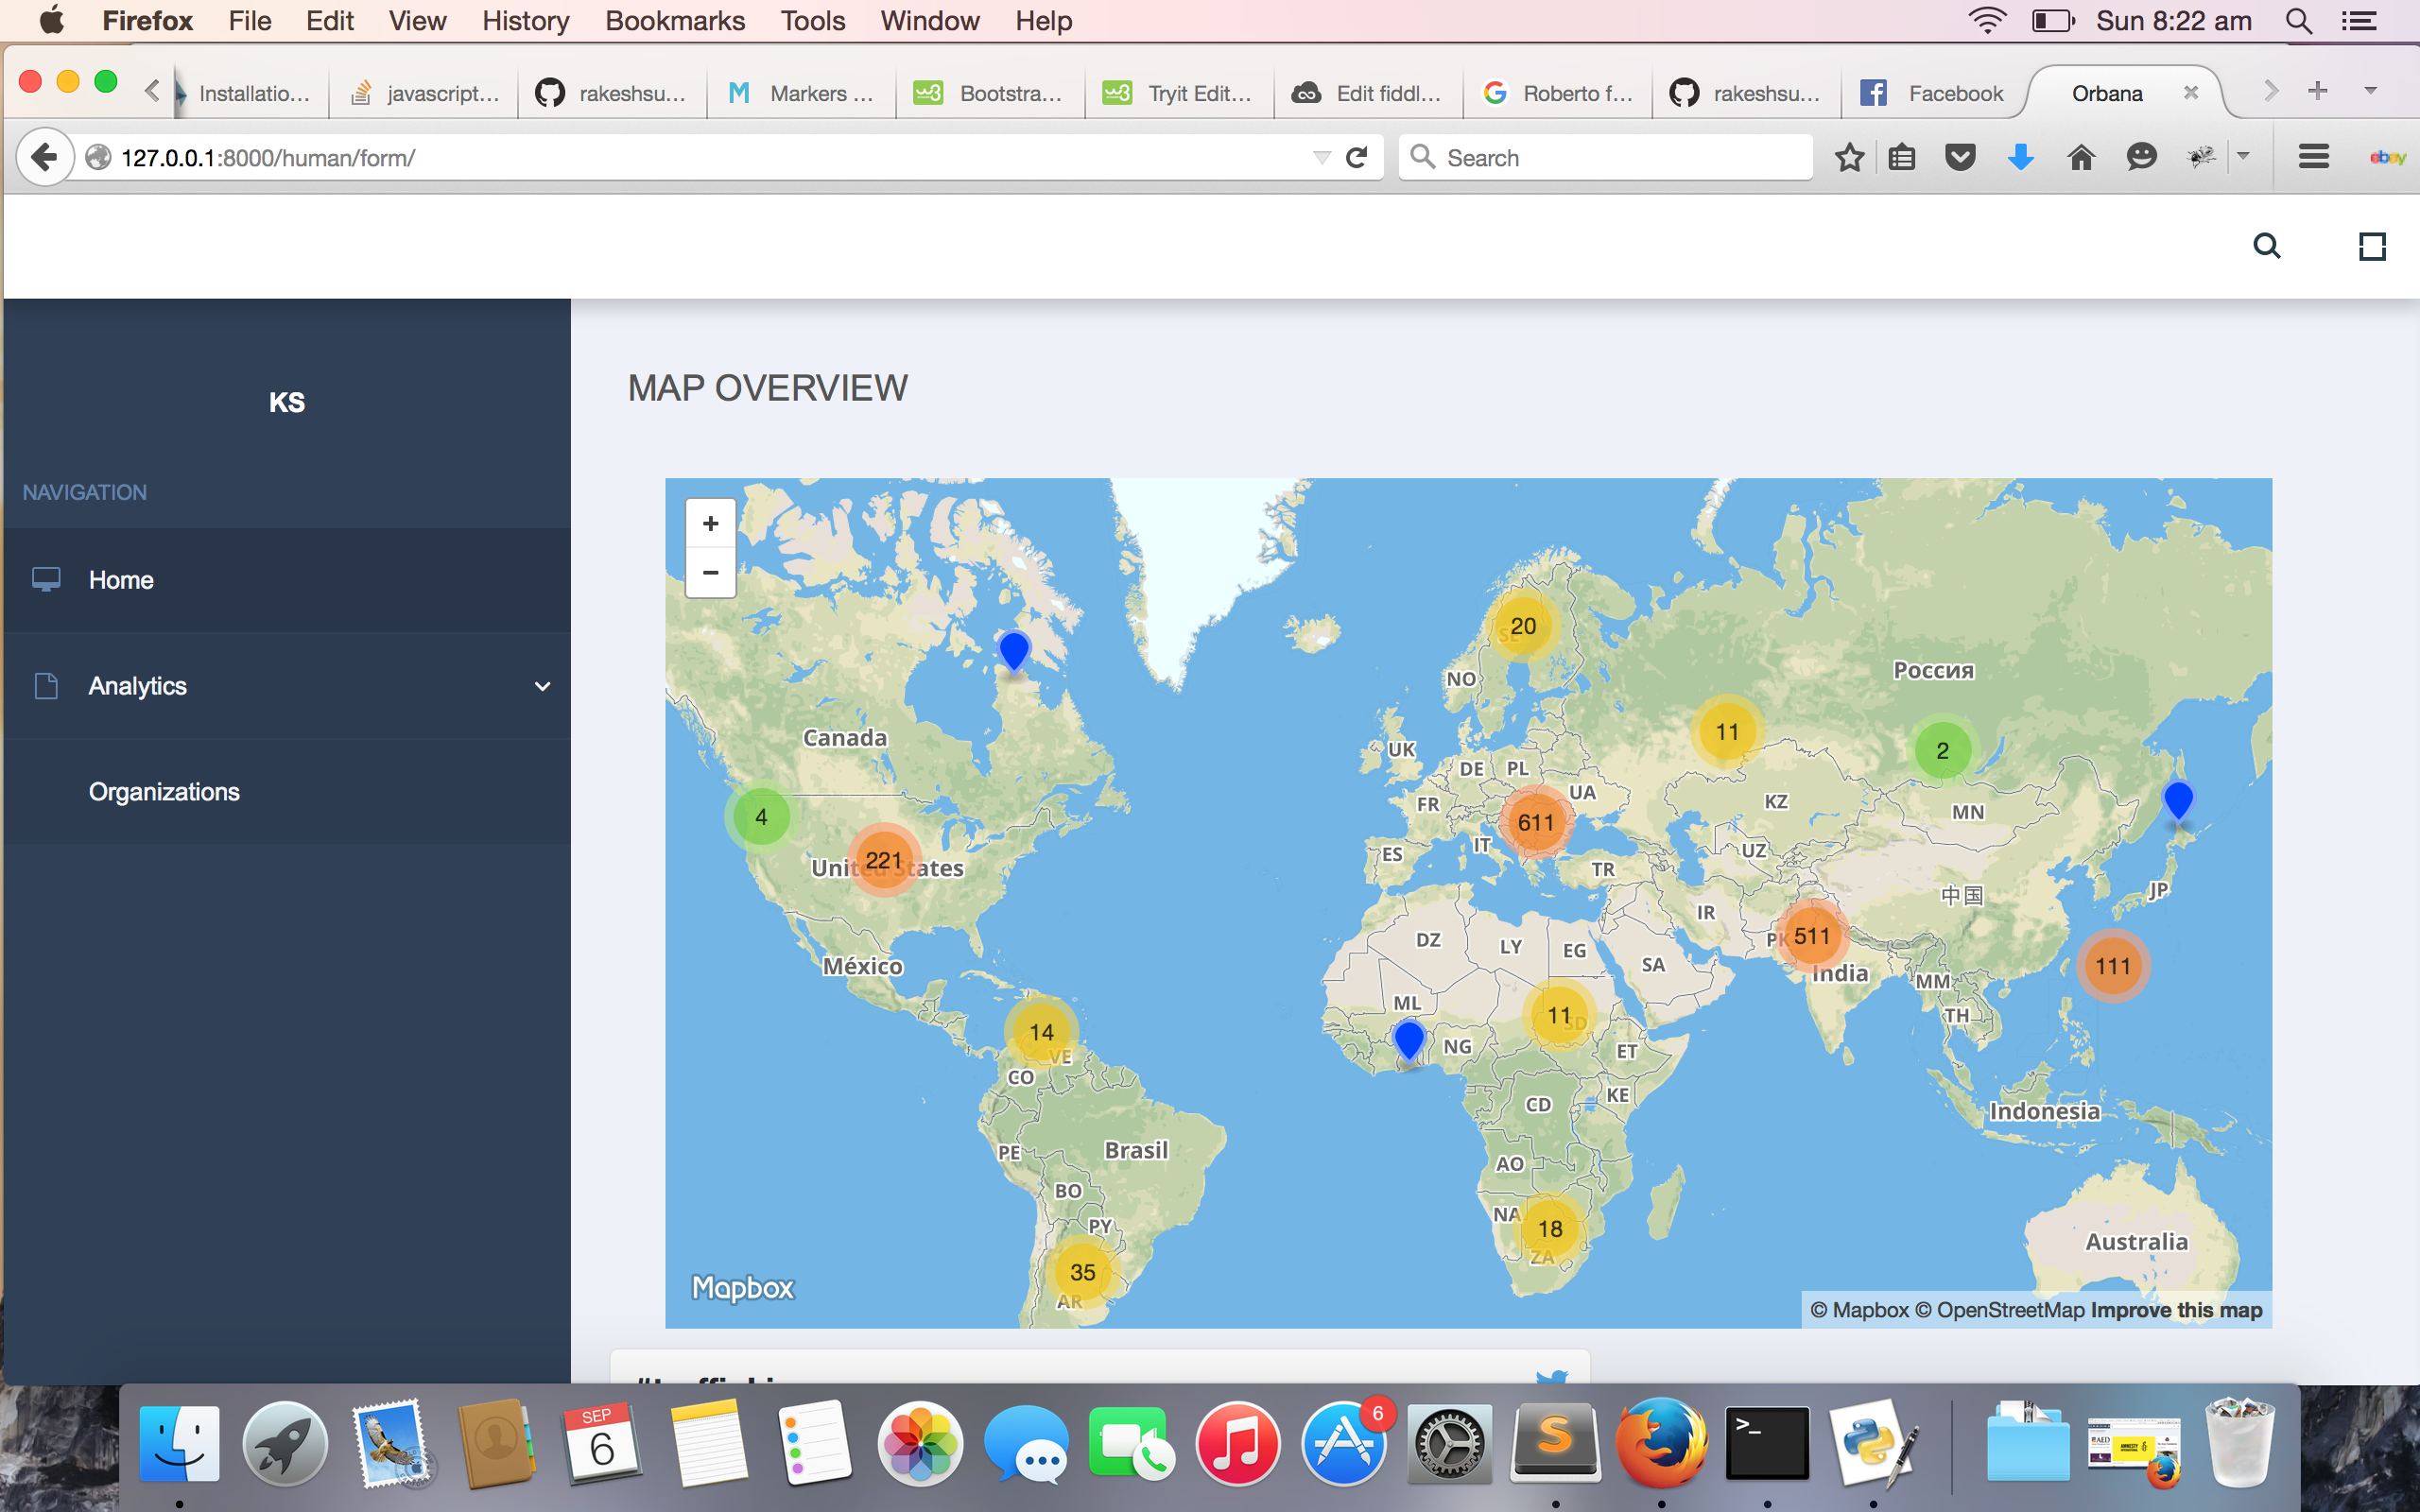 Firefox File Edit View History Bookmarks Tools Window Help Sun 8:22 am
Installatio... javascript... rakeshsu... Markers ... Bootstra... Tryit Edit... Edit fiddl... Roberto f... rakeshsu... Facebook Orbana
127.0.0.1:8000/human/form/ Search ebay
KS
NAVIGATION
Home
Analytics
Organizations
MAP OVERVIEW
+
−
20
NO
Россия
Canada
UK
11
2
DE PL
UA
FR
KZ
MN
4
611
221
United States
ES
IT
UZ
TR
JP
中国
IR
DZ
LY
EG
SA
PK
511
México
India
111
MM
ML
11
SD
TH
14
VE
NG
ET
CO
CD
KE
Indonesia
PE
Brasil
AO
BO
NA
PY
18
ZA
Australia
35
AR
Mapbox
© Mapbox © OpenStreetMap Improve this map
SEP
6
6
>_